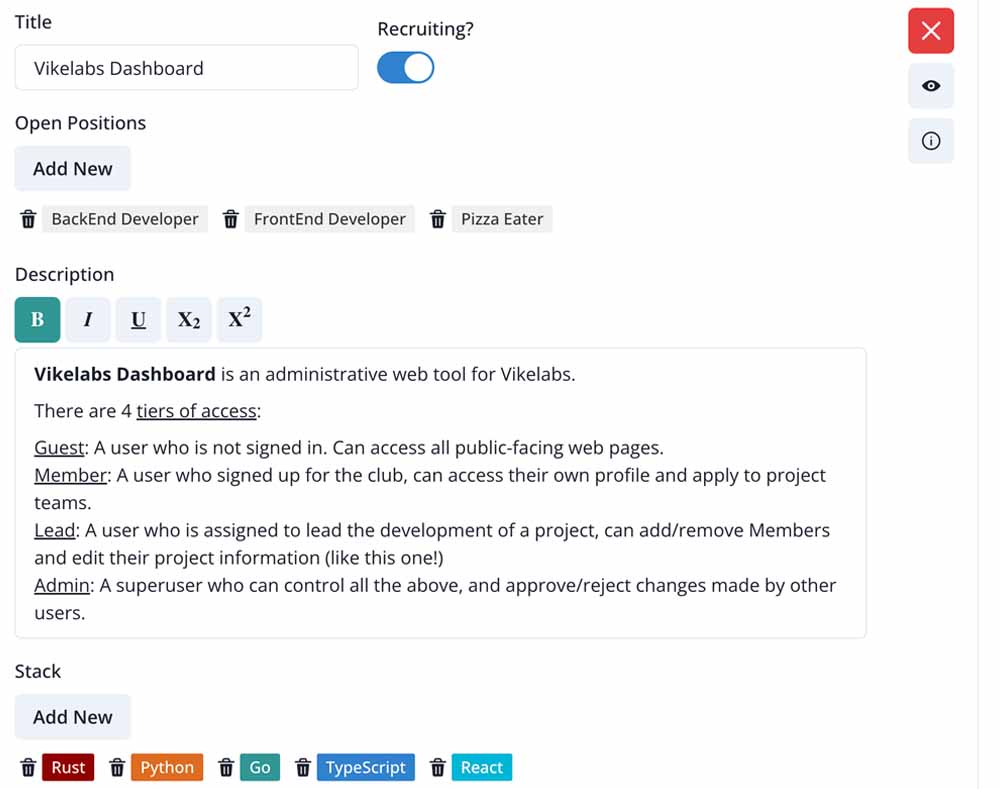 Title
Recruiting?
Vikelabs Dashboard
Open Positions
Add New
BackEnd Developer FrontEnd Developer Pizza Eater
Description
B I U X₂ X²
Vikelabs Dashboard is an administrative web tool for Vikelabs.
There are 4 tiers of access:
Guest: A user who is not signed in. Can access all public-facing web pages.
Member: A user who signed up for the club, can access their own profile and apply to project
teams.
Lead: A user who is assigned to lead the development of a project, can add/remove Members
and edit their project information (like this one!)
Admin: A superuser who can control all the above, and approve/reject changes made by other
users.
Stack
Add New
Rust Python Go TypeScript React